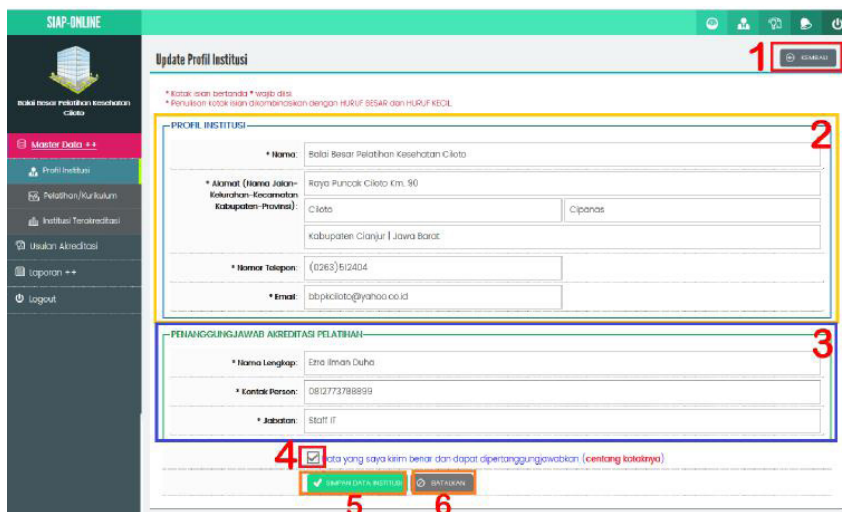 SIAP-ONLINE
Balai Besar Pelatihan Kesehatan
Ciloto
Master Data ++
Profil Institusi
Pelatihan/Kurikulum
Institusi Terakreditasi
Usulan Akreditasi
Laporan ++
Logout
Update Profil Institusi
1
KEMBALI
* Kotak isian bertanda * wajib diisi
* Penulisan kotak isian dikombinasikan dengan HURUF BESAR dan HURUF KECIL
PROFIL INSTITUSI
2
* Nama: Balai Besar Pelatihan Kesehatan Ciloto
* Alamat (Nama Jalan- Raya Puncak Ciloto Km. 90
Kelurahan-Kecamatan
Kabupaten-Provinsi): Ciloto Cipanas
Kabupaten Cianjur | Jawa Barat
* Nomor Telepon: (0263)512404
* Email: bbpkciloto@yahoo.co.id
PENANGGUNGJAWAB AKREDITASI PELATIHAN
3
* Nama Lengkap: Ezra Ilman Duha
* Kontak Person: 0812773788899
* Jabatan: Staff IT
4 Data yang saya kirim benar dan dapat dipertanggungjawabkan (centang kotaknya)
SIMPAN DATA INSTITUSI BATALKAN
5 6